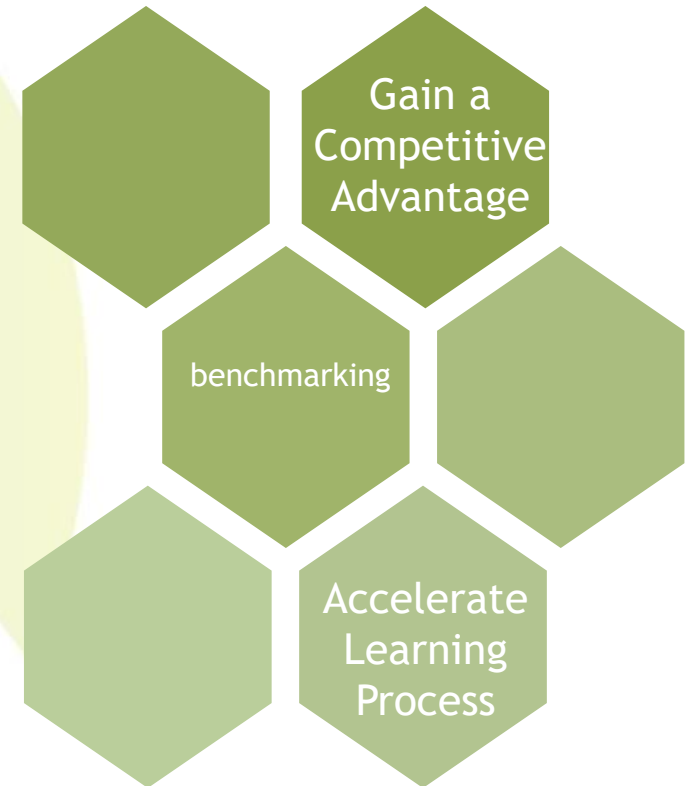 Gain a
Competitive
Advantage
benchmarking
Accelerate
Learning
Process